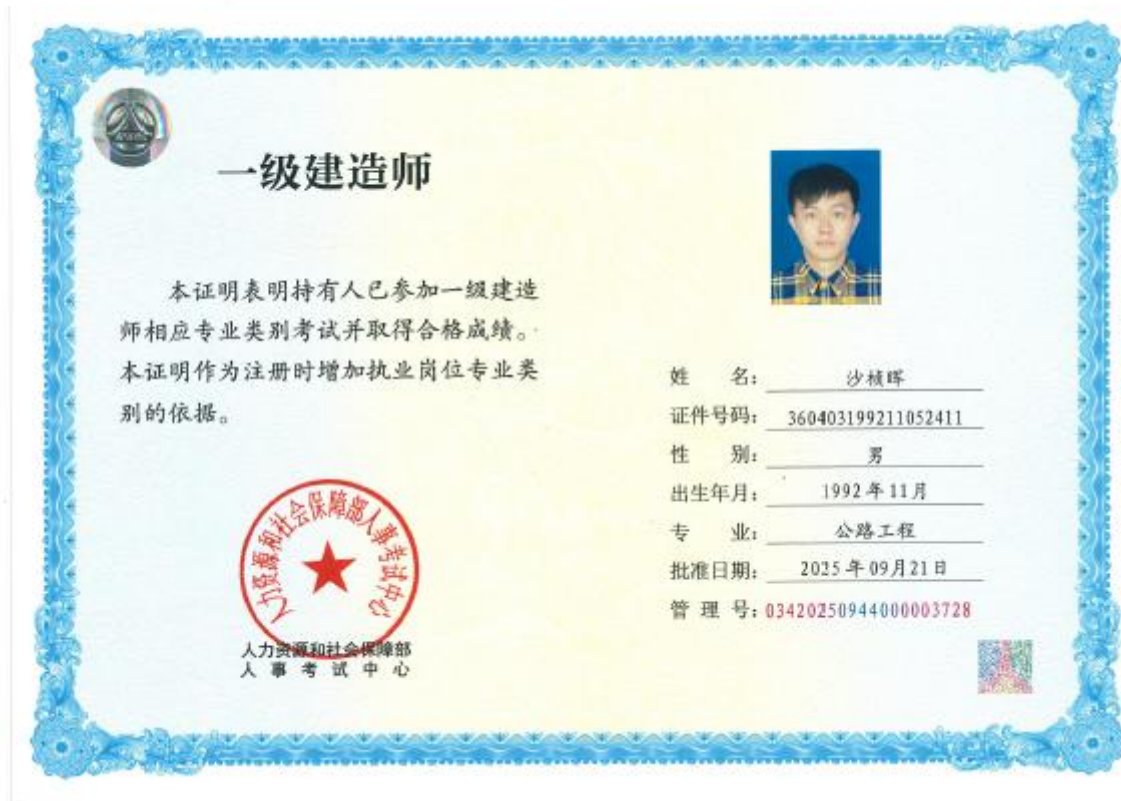 一级建造师
本证明表明持有人已参加一级建造
师相应专业类别考试并取得合格成绩。
本证明作为注册时增加执业岗位专业类
别的依据。
人力资源和社会保障部人事考试中心
人力资源和社会保障部
人事考试中心
姓 名: 沙桢晖
证件号码: 360403199211052411
性 别: 男
出生年月: 1992年11月
专 业: 公路工程
批准日期: 2025年09月21日
管 理 号: 03420250944000003728